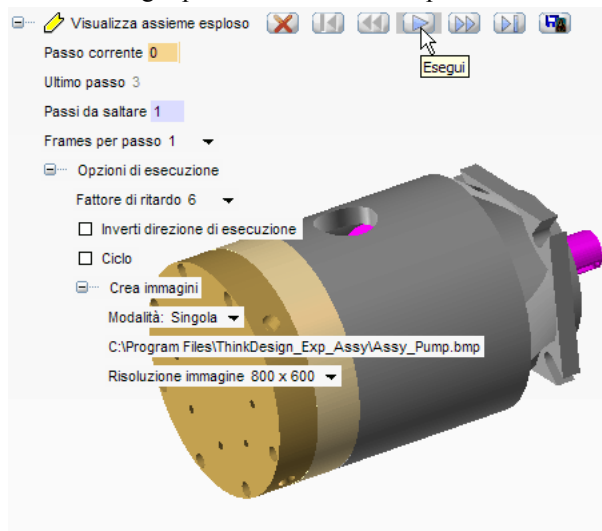 Visualizza assieme esploso
Passo corrente 0
Esegui
Ultimo passo 3
Passi da saltare 1
Frames per passo 1
Opzioni di esecuzione
Fattore di ritardo 6
Inverti direzione di esecuzione
Ciclo
Crea immagini
Modalità: Singola
C:\Program Files\ThinkDesign_Exp_Assy\Assy_Pump.bmp
Risoluzione immagine 800 x 600